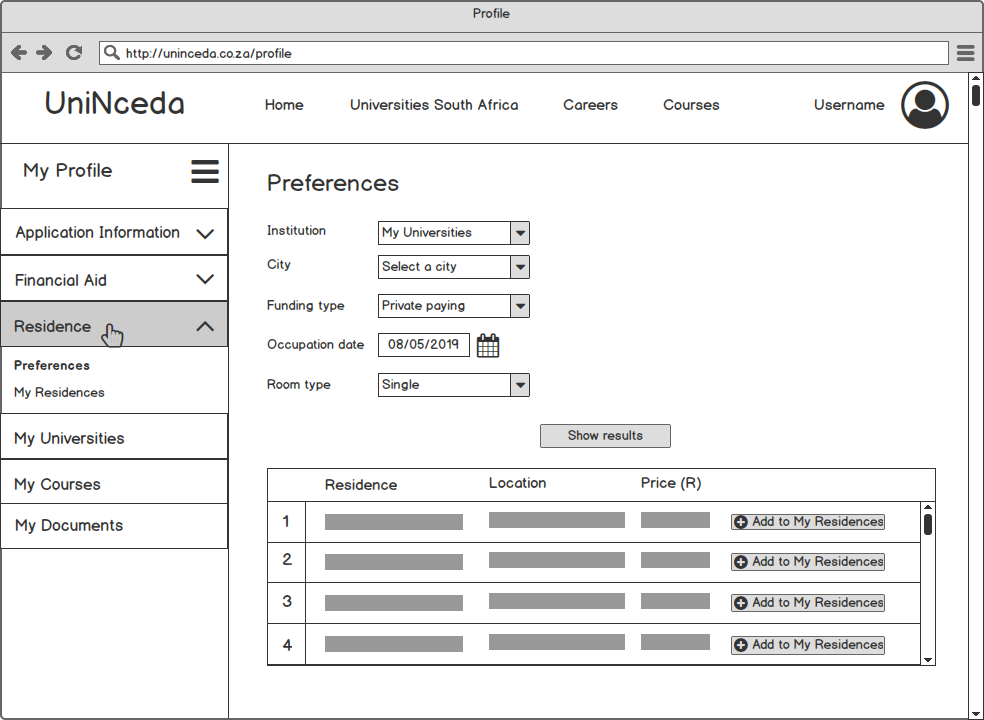 Profile
http://uninceda.co.za/profile
UniNceda
Home
Universities South Africa
Careers
Courses
Username
My Profile
Application Information
Financial Aid
Residence
Preferences
My Residences
My Universities
My Courses
My Documents
Preferences
Institution My Universities
City Select a city
Funding type Private paying
Occupation date 08/05/2019
Room type Single
Show results
Residence Location Price (R)
1 Add to My Residences
2 Add to My Residences
3 Add to My Residences
4 Add to My Residences